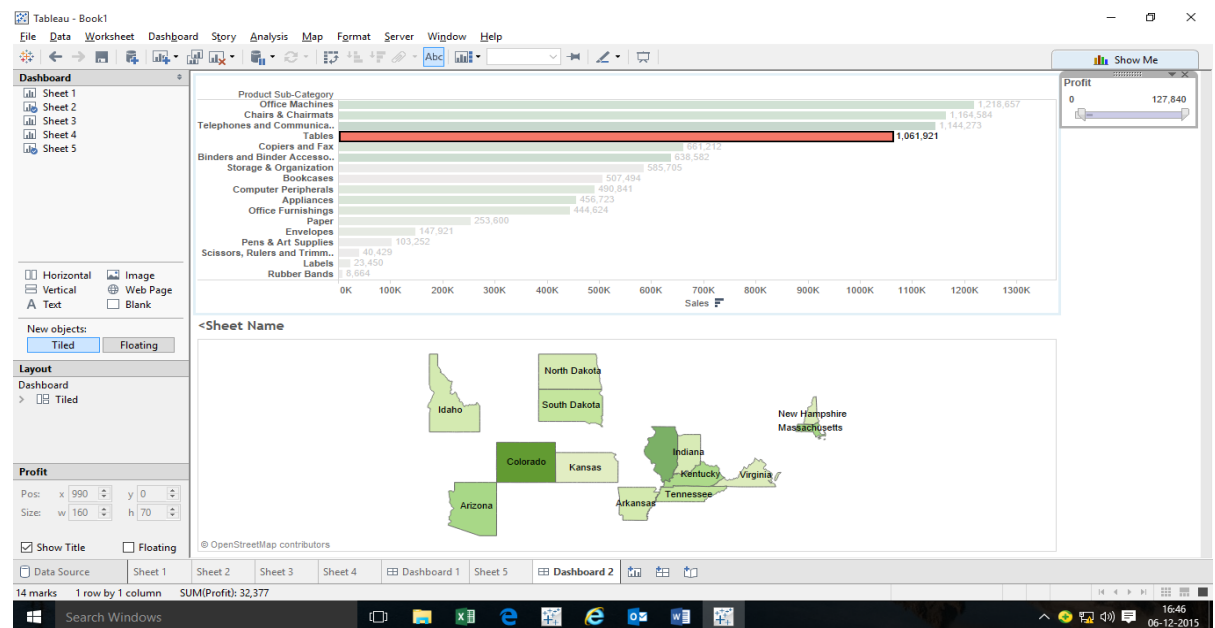 Tableau - Book1
File Data Worksheet Dashboard Story Analysis Map Format Server Window Help
Abc
Show Me
Dashboard
Sheet 1
Sheet 2
Sheet 3
Sheet 4
Sheet 5
Horizontal Image
Vertical Web Page
A Text Blank
New objects:
Tiled Floating
Layout
Dashboard
Tiled
Profit
Pos: x 990 y 0
Size: w 160 h 70
Show Title Floating
Product Sub-Category
Office Machines 1,218,657
Chairs & Chairmats 1,164,584
Telephones and Communica.. 1,144,273
Tables 1,061,921
Copiers and Fax 661,212
Binders and Binder Accesso.. 638,582
Storage & Organization 585,705
Bookcases 507,494
Computer Peripherals 490,841
Appliances 456,723
Office Furnishings 444,624
Paper 253,600
Envelopes 147,921
Pens & Art Supplies 103,252
Scissors, Rulers and Trimm.. 40,429
Labels 23,450
Rubber Bands 8,664
0K 100K 200K 300K 400K 500K 600K 700K 800K 900K 1000K 1100K 1200K 1300K
Sales
Profit
0 127,840
<Sheet Name
North Dakota
Idaho
South Dakota
New Hampshire
Massachusetts
Indiana
Colorado
Kansas
Kentucky
Virginia
Tennessee
Arkansas
Arizona
© OpenStreetMap contributors
Data Source Sheet 1 Sheet 2 Sheet 3 Sheet 4 Dashboard 1 Sheet 5 Dashboard 2
14 marks 1 row by 1 column SUM(Profit): 32,377
Search Windows
16:46
06-12-2015